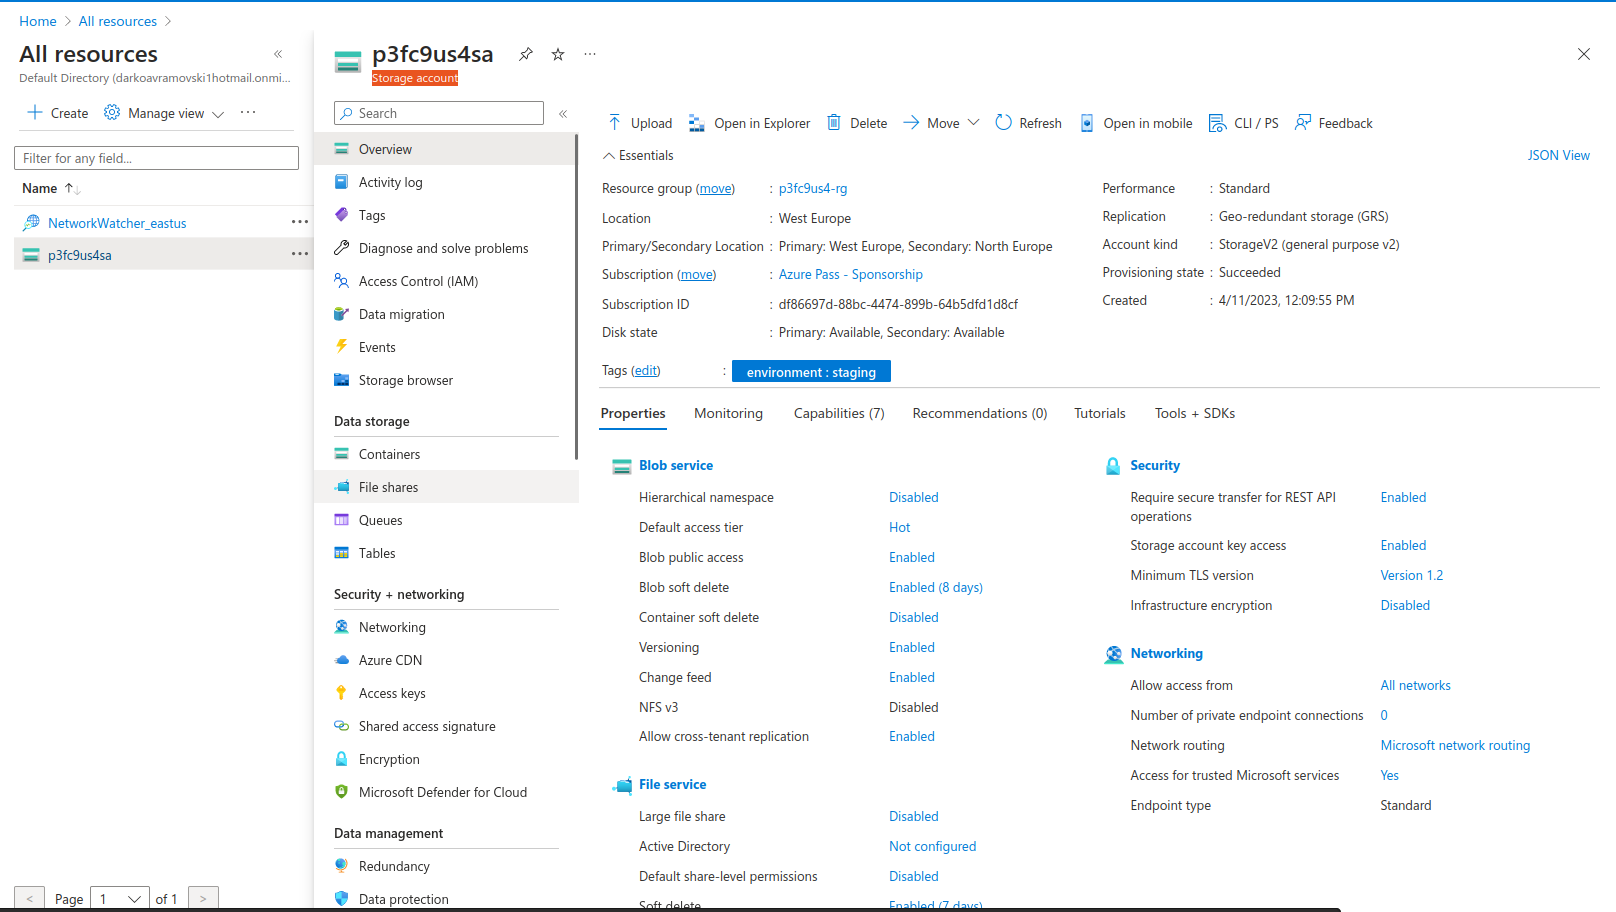 Home > All resources >
All resources
Default Directory (darkoavramovski1hotmail.onmi...
Create
Manage view
Filter for any field...
Name
NetworkWatcher_eastus
p3fc9us4sa
< Page 1 of 1 >
p3fc9us4sa
Storage account
Search
Overview
Activity log
Tags
Diagnose and solve problems
Access Control (IAM)
Data migration
Events
Storage browser
Data storage
Containers
File shares
Queues
Tables
Security + networking
Networking
Azure CDN
Access keys
Shared access signature
Encryption
Microsoft Defender for Cloud
Data management
Redundancy
Data protection
Upload Open in Explorer Delete Move Refresh Open in mobile CLI / PS Feedback
Essentials
JSON View
Resource group (move) : p3fc9us4-rg
Location : West Europe
Primary/Secondary Location : Primary: West Europe, Secondary: North Europe
Subscription (move) : Azure Pass - Sponsorship
Subscription ID : df86697d-88bc-4474-899b-64b5dfd1d8cf
Disk state : Primary: Available, Secondary: Available
Performance : Standard
Replication : Geo-redundant storage (GRS)
Account kind : StorageV2 (general purpose v2)
Provisioning state : Succeeded
Created : 4/11/2023, 12:09:55 PM
Tags (edit) : environment : staging
Properties Monitoring Capabilities (7) Recommendations (0) Tutorials Tools + SDKs
Blob service
Hierarchical namespace Disabled
Default access tier Hot
Blob public access Enabled
Blob soft delete Enabled (8 days)
Container soft delete Disabled
Versioning Enabled
Change feed Enabled
NFS v3 Disabled
Allow cross-tenant replication Enabled
File service
Large file share Disabled
Active Directory Not configured
Default share-level permissions Disabled
Soft delete Enabled (7 days)
Security
Require secure transfer for REST API Enabled
operations
Storage account key access Enabled
Minimum TLS version Version 1.2
Infrastructure encryption Disabled
Networking
Allow access from All networks
Number of private endpoint connections 0
Network routing Microsoft network routing
Access for trusted Microsoft services Yes
Endpoint type Standard